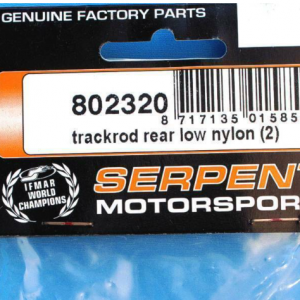 GENUINE FACTORY PARTS
802320
8 717135 01585
trackrod rear low nylon (2)
IFMAR
WORLD
CHAMPIONS
SERPENT
MOTORSPOR